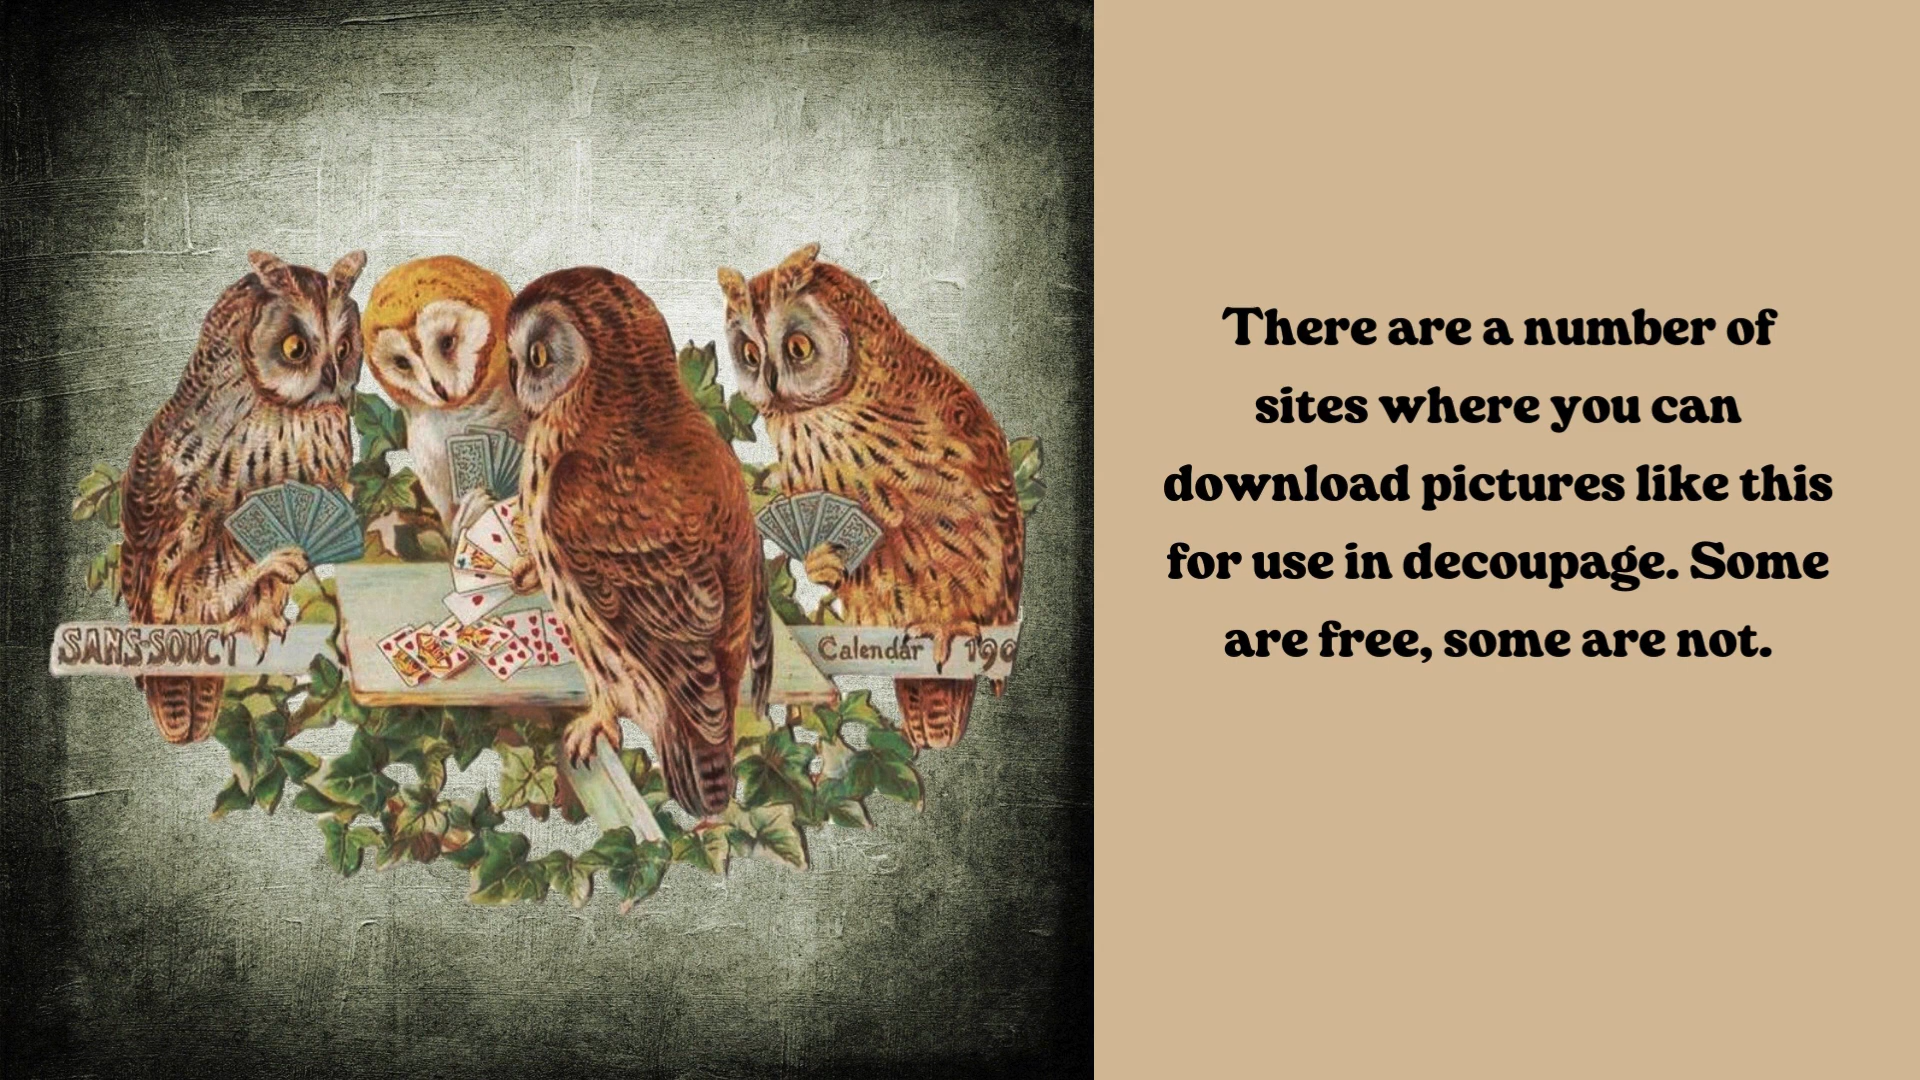 SANS-SOUCI
Calendar 190
There are a number of
sites where you can
download pictures like this
for use in decoupage. Some
are free, some are not.